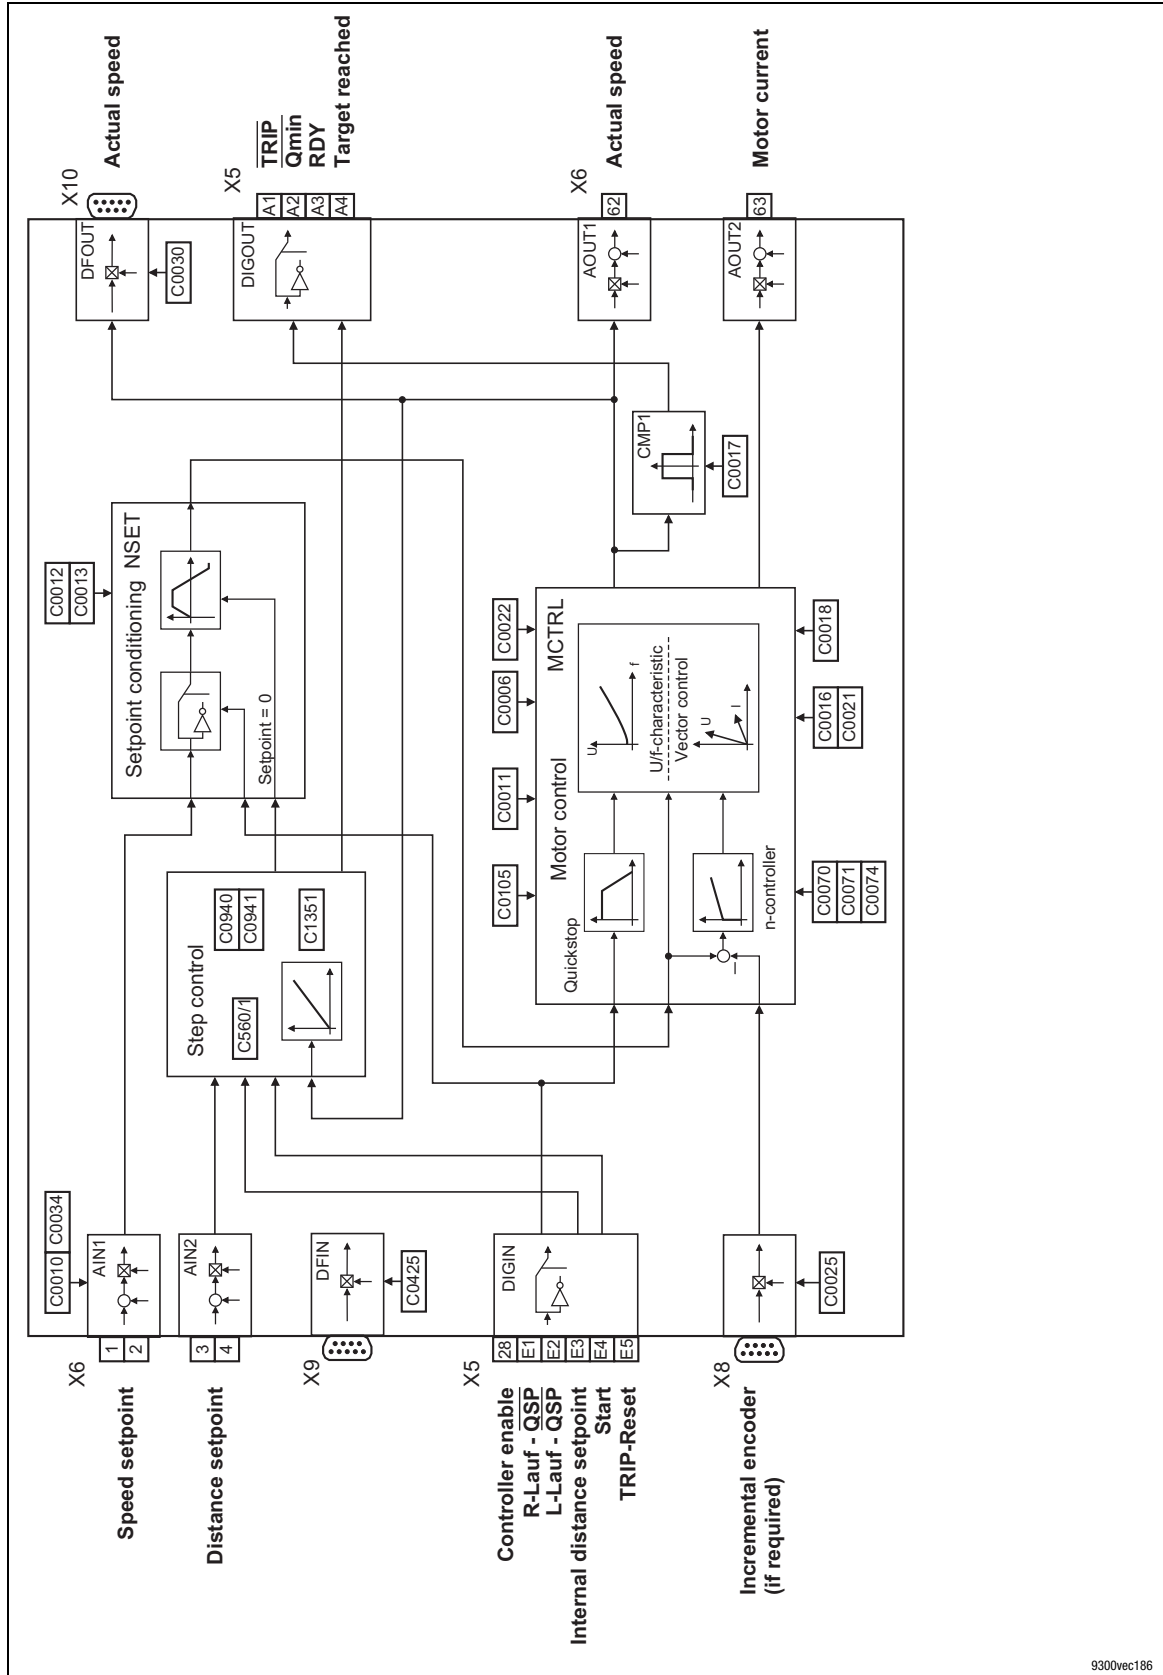 Speed setpoint
X6
1
2
C0010
C0034
AIN1
Distance setpoint
3
4
AIN2
X9
DFIN
C0425
X5
Controller enable
R-Lauf - QSP
L-Lauf - QSP
Internal distance setpoint
Start
TRIP-Reset
28
E1
E2
E3
E4
E5
DIGIN
X8
Incremental encoder
(if required)
C0025
Step control
C560/1
C0940
C0941
C1351
C0012
C0013
Setpoint conditioning NSET
Setpoint = 0
C0105
C0011
C0006
C0022
Motor control
MCTRL
Quickstop
n-controller
U
f
U/f-characteristic
Vector control
U
I
C0070
C0071
C0074
C0016
C0021
C0018
CMP1
C0017
X10
DFOUT
C0030
Actual speed
X5
DIGOUT
A1
A2
A3
A4
TRIP
Qmin
RDY
Target reached
X6
AOUT1
62
Actual speed
AOUT2
63
Motor current
9300vec186